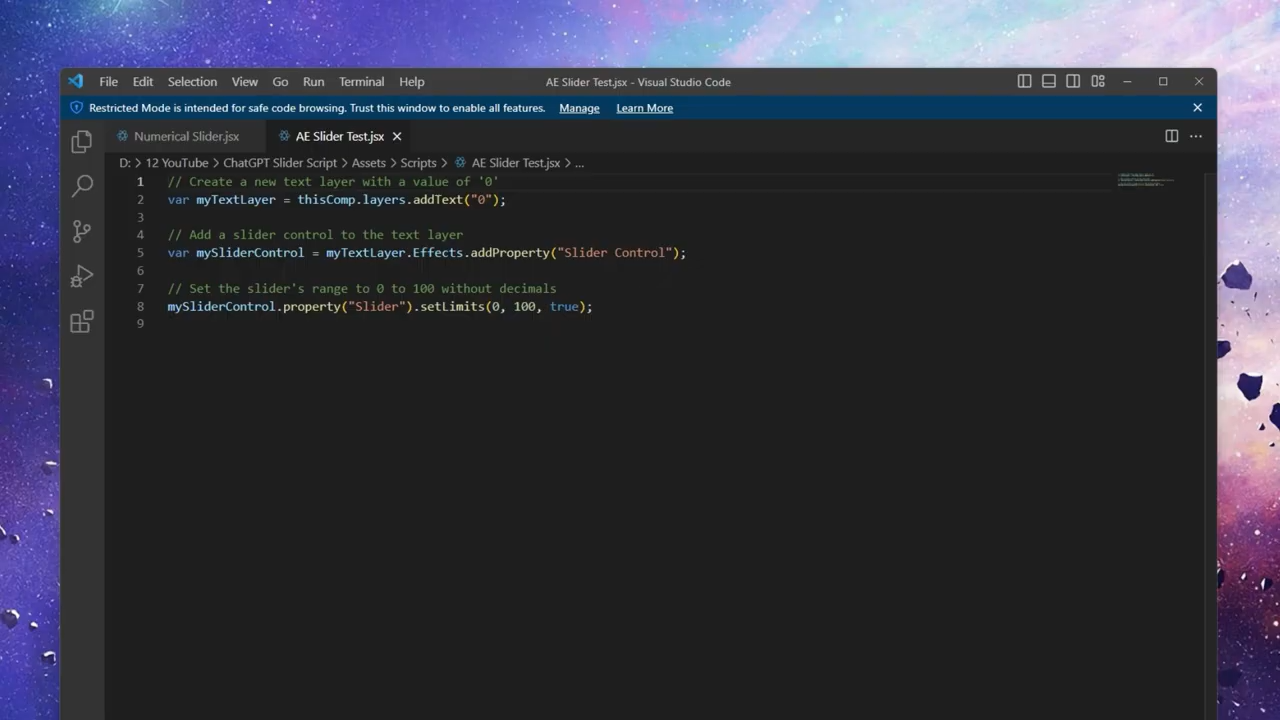 File Edit Selection View Go Run Terminal Help AE Slider Test.jsx - Visual Studio Code
Restricted Mode is intended for safe code browsing. Trust this window to enable all features. Manage Learn More
Numerical Slider.jsx AE Slider Test.jsx
D: > 12 YouTube > ChatGPT Slider Script > Assets > Scripts > AE Slider Test.jsx > ...
1 // Create a new text layer with a value of '0'
2 var myTextLayer = thisComp.layers.addText("0");
3
4 // Add a slider control to the text layer
5 var mySliderControl = myTextLayer.Effects.addProperty("Slider Control");
6
7 // Set the slider's range to 0 to 100 without decimals
8 mySliderControl.property("Slider").setLimits(0, 100, true);
9